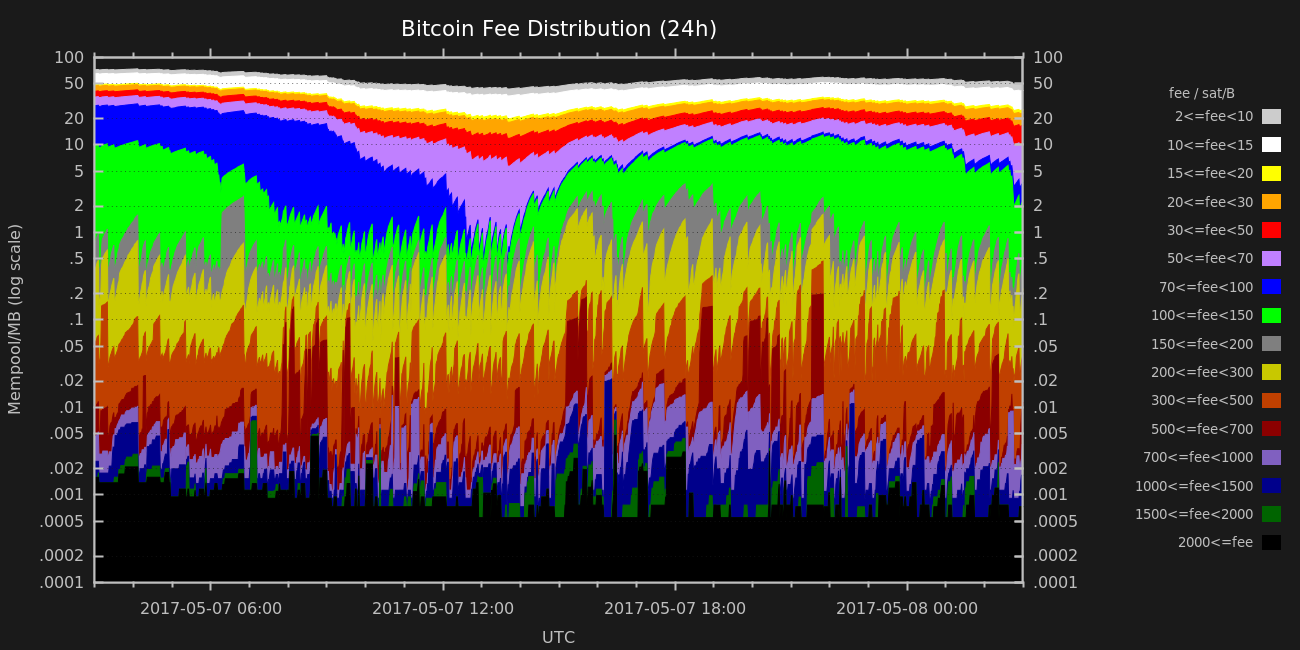 Bitcoin Fee Distribution (24h)
Mempool/MB (log scale)
100 100
50 50
20 20
10 10
5 5
2 2
1 1
.5 .5
.2 .2
.1 .1
.05 .05
.02 .02
.01 .01
.005 .005
.002 .002
.001 .001
.0005 .0005
.0002 .0002
.0001 .0001
2017-05-07 06:00 2017-05-07 12:00 2017-05-07 18:00 2017-05-08 00:00
UTC
fee / sat/B
2<=fee<10
10<=fee<15
15<=fee<20
20<=fee<30
30<=fee<50
50<=fee<70
70<=fee<100
100<=fee<150
150<=fee<200
200<=fee<300
300<=fee<500
500<=fee<700
700<=fee<1000
1000<=fee<1500
1500<=fee<2000
2000<=fee